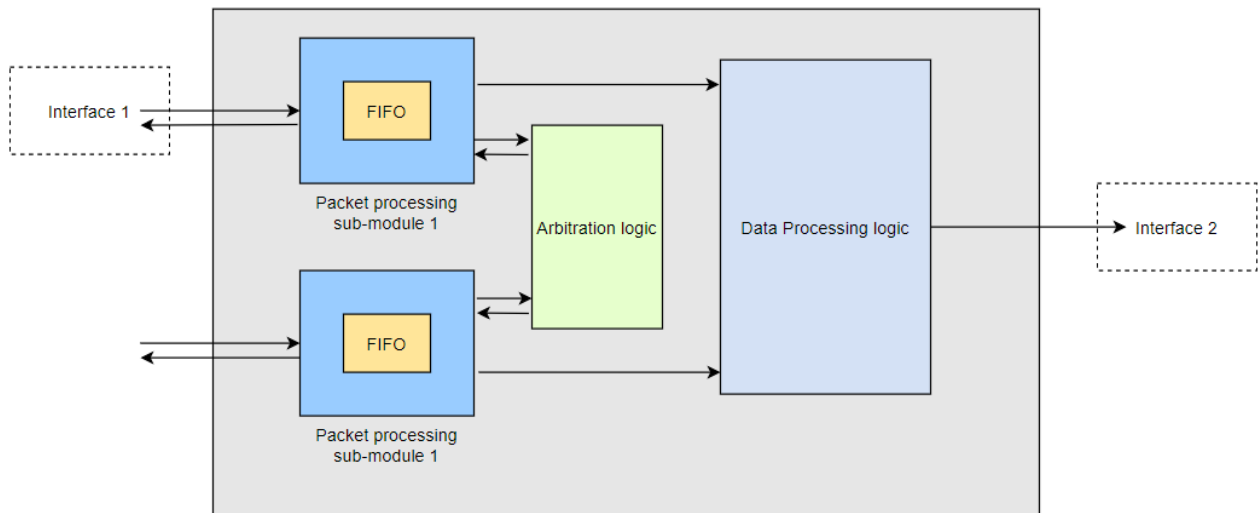 Interface 1
FIFO
Packet processing
sub-module 1
Arbitration logic
Data Processing logic
Interface 2
FIFO
Packet processing
sub-module 1